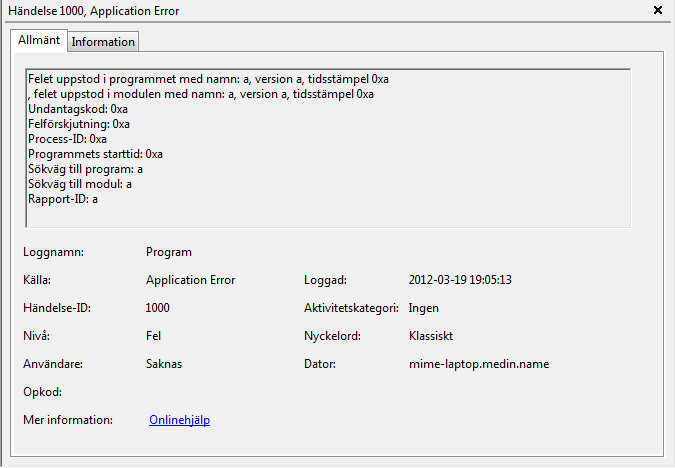 Händelse 1000, Application Error
Allmänt Information
Felet uppstod i programmet med namn: a, version a, tidsstämpel 0xa
, felet uppstod i modulen med namn: a, version a, tidsstämpel 0xa
Undantagskod: 0xa
Felförskjutning: 0xa
Process-ID: 0xa
Programmets starttid: 0xa
Sökväg till program: a
Sökväg till modul: a
Rapport-ID: a
Loggnamn: Program
Källa: Application Error Loggad: 2012-03-19 19:05:13
Händelse-ID: 1000 Aktivitetskategori: Ingen
Nivå: Fel Nyckelord: Klassiskt
Användare: Saknas Dator: mime-laptop.medin.name
Opkod:
Mer information: Onlinehjälp